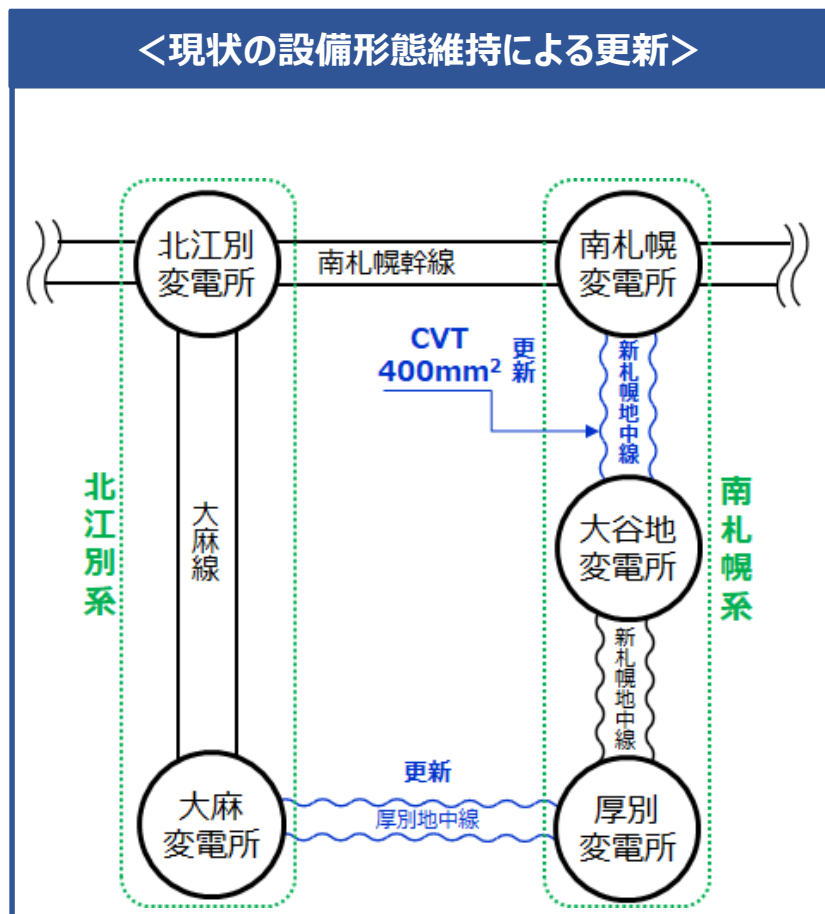 ＜現状の設備形態維持による更新＞
北江別
変電所
南札幌幹線
南札幌
変電所
CVT
400mm²
更新
新札幌地中線
北江別系
大麻線
大谷地
変電所
南札幌系
新札幌地中線
大麻
変電所
更新
厚別地中線
厚別
変電所